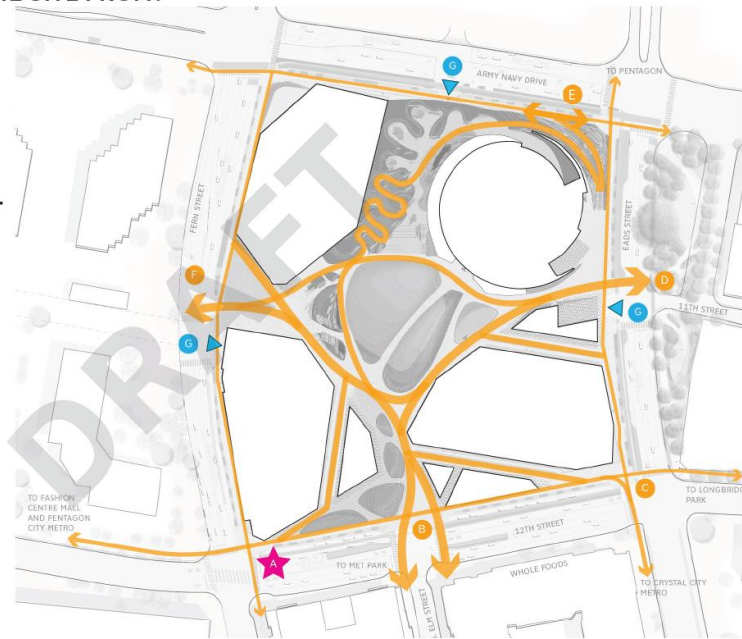 G
ARMY NAVY DRIVE
TO PENTAGON
E
FERN STREET
EADS STREET
F
D
11TH STREET
G
G
DRAFT
TO FASHION
CENTRE MALL
AND PENTAGON
CITY METRO
C
TO LONGBRID
PARK
B
12TH STREET
A
TO MET PARK
WHOLE FOODS
S ELM STREET
TO CRYSTAL CITY
METRO